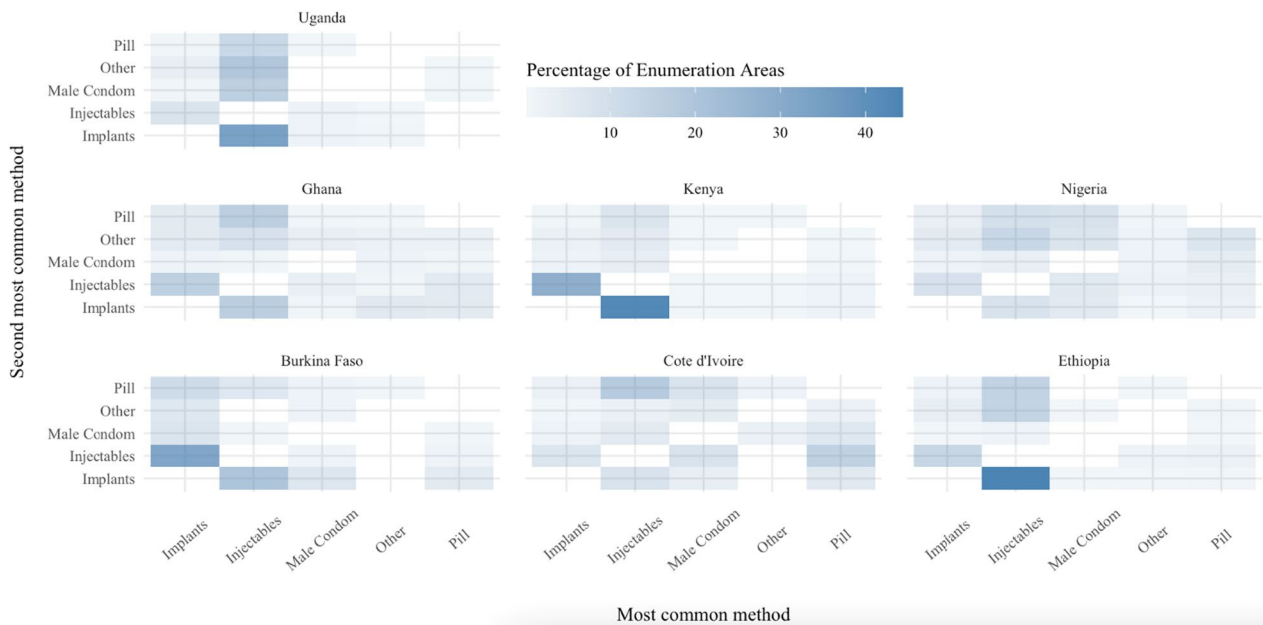 Uganda
Pill
Other
Male Condom
Injectables
Implants
Percentage of Enumeration Areas
10 20 30 40
Second most common method
Ghana Kenya Nigeria
Pill
Other
Male Condom
Injectables
Implants
Burkina Faso Cote d'Ivoire Ethiopia
Pill
Other
Male Condom
Injectables
Implants
Implants Injectables Male Condom Other Pill Implants Injectables Male Condom Other Pill Implants Injectables Male Condom Other Pill
Most common method